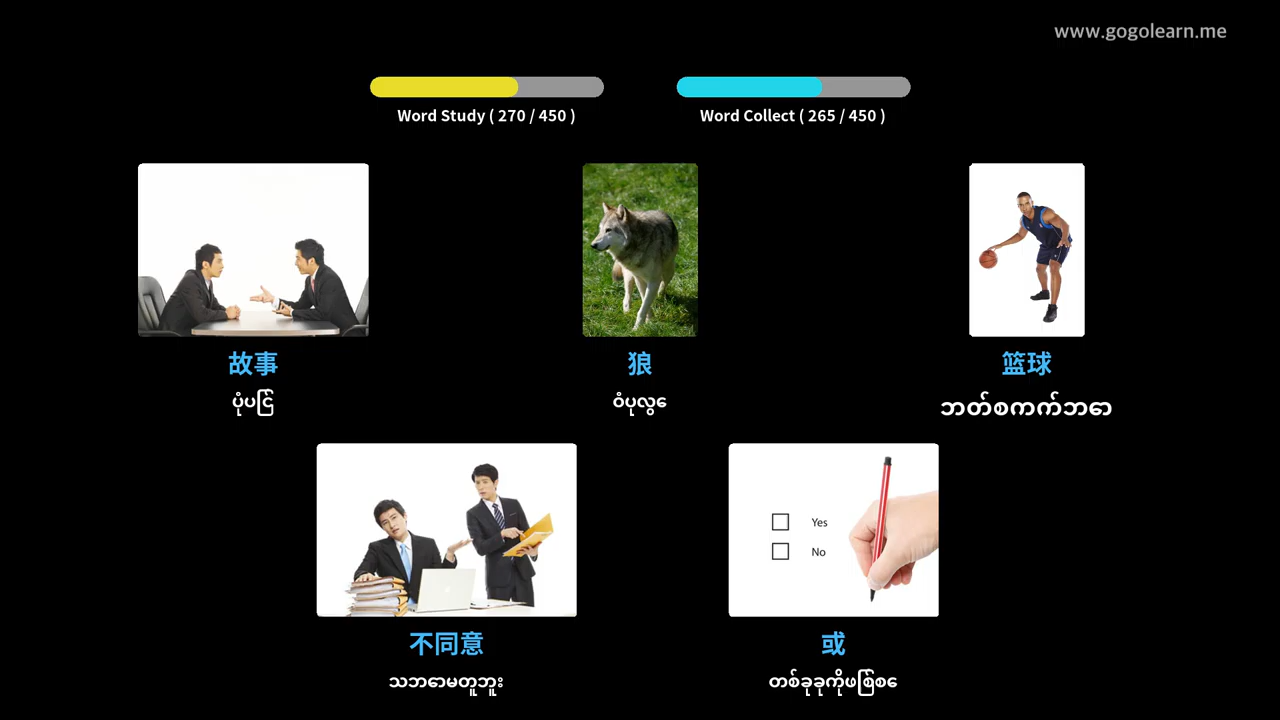 www.gogolearn.me
Word Study ( 270 / 450 )
Word Collect ( 265 / 450 )
故事
ပုံပြင်
狼
ဝံပုလွေ
篮球
ဘတ်စကက်ဘော
Yes
No
不同意
သဘောမတူဘူး
或
တစ်ခုခုကိုဖြစ်စေ